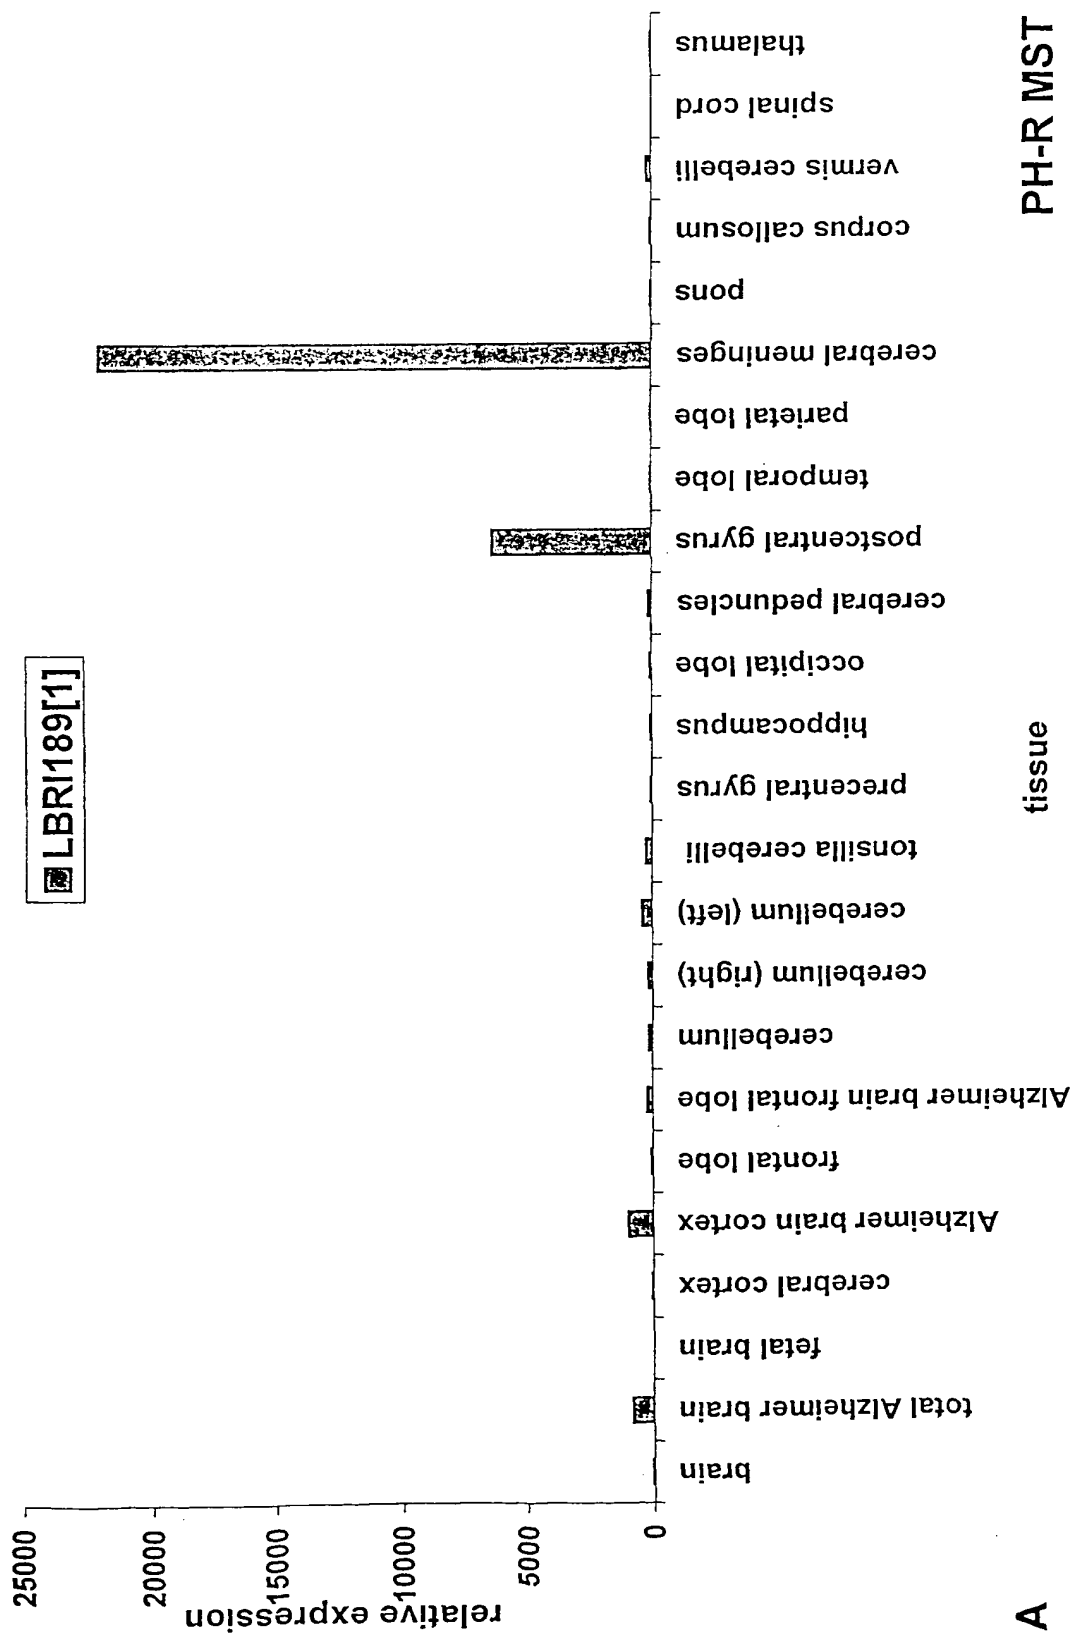 LBRI189[1]
relative expression
25000
20000
15000
10000
5000
0
brain
total Alzheimer brain
fetal brain
cerebral cortex
Alzheimer brain cortex
frontal lobe
Alzheimer brain frontal lobe
cerebellum
cerebellum (right)
cerebellum (left)
tonsilla cerebelli
precentral gyrus
hippocampus
occipital lobe
cerebral peduncles
postcentral gyrus
temporal lobe
parietal lobe
cerebral meninges
pons
corpus callosum
vermis cerebelli
spinal cord
thalamus
tissue
A
PH-R MST